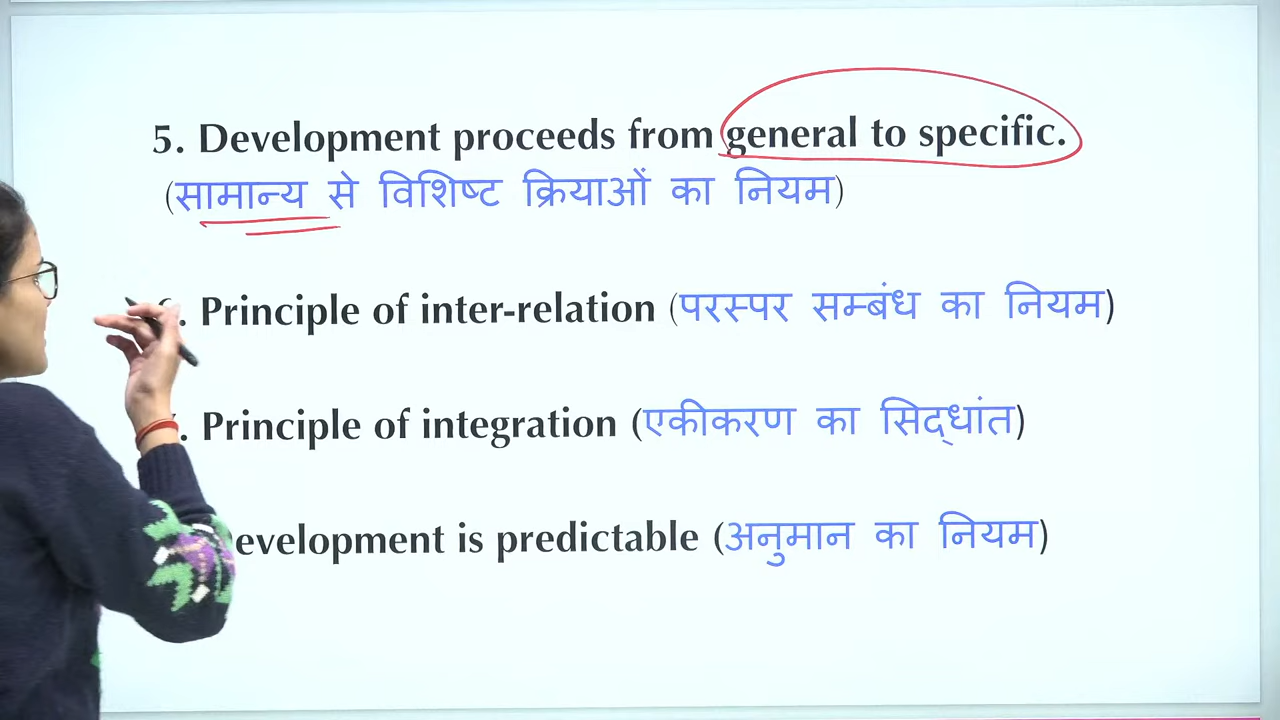 5. Development proceeds from general to specific.
(सामान्य से विशिष्ट क्रियाओं का नियम)
. Principle of inter-relation (परस्पर सम्बंध का नियम)
. Principle of integration (एकीकरण का सिद्धांत)
evelopment is predictable (अनुमान का नियम)